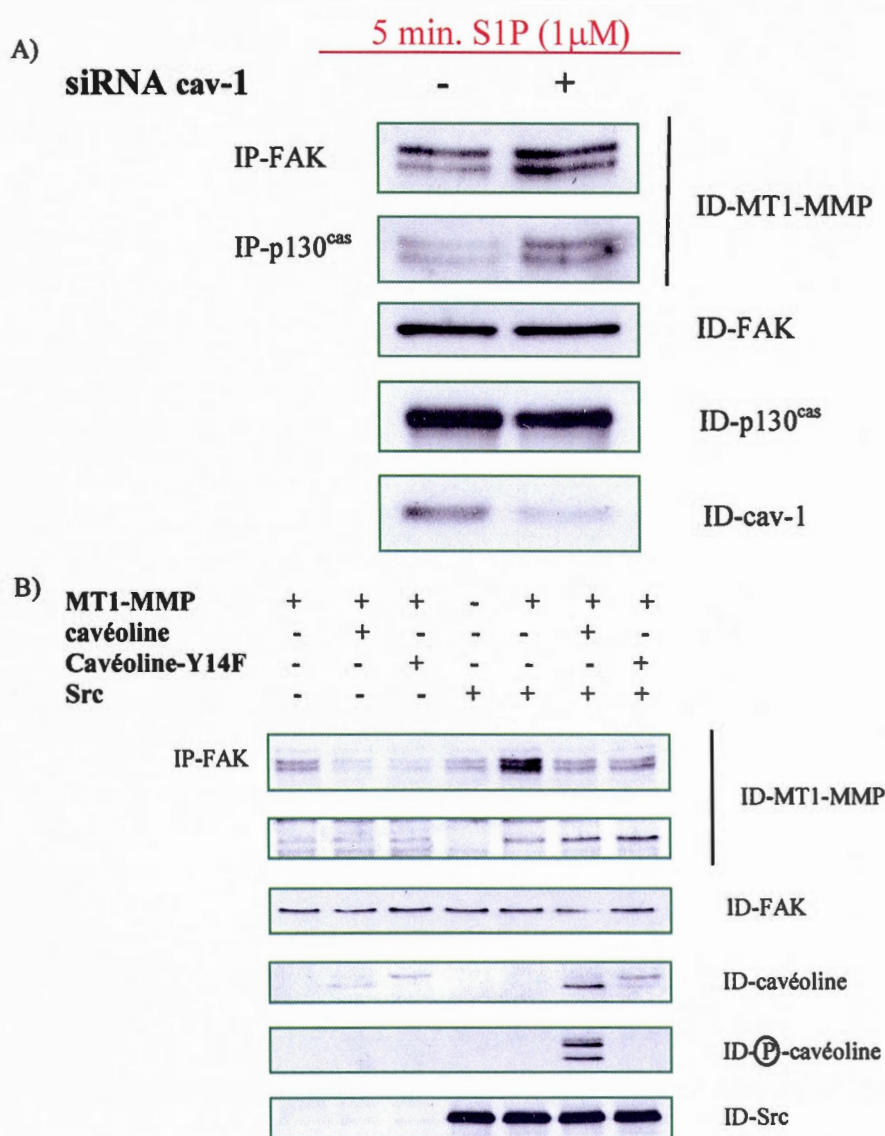 A)
5 min. S1P (1µM)
siRNA cav-1 - +
IP-FAK
IP-p130cas
ID-MT1-MMP
ID-FAK
ID-p130cas
ID-cav-1
B)
MT1-MMP + + + - + + +
cavéoline - + - - - + -
Cavéoline-Y14F - - + - - - +
Src - - - + + + +
IP-FAK
ID-MT1-MMP
ID-FAK
ID-cavéoline
ID-Ⓟ-cavéoline
ID-Src